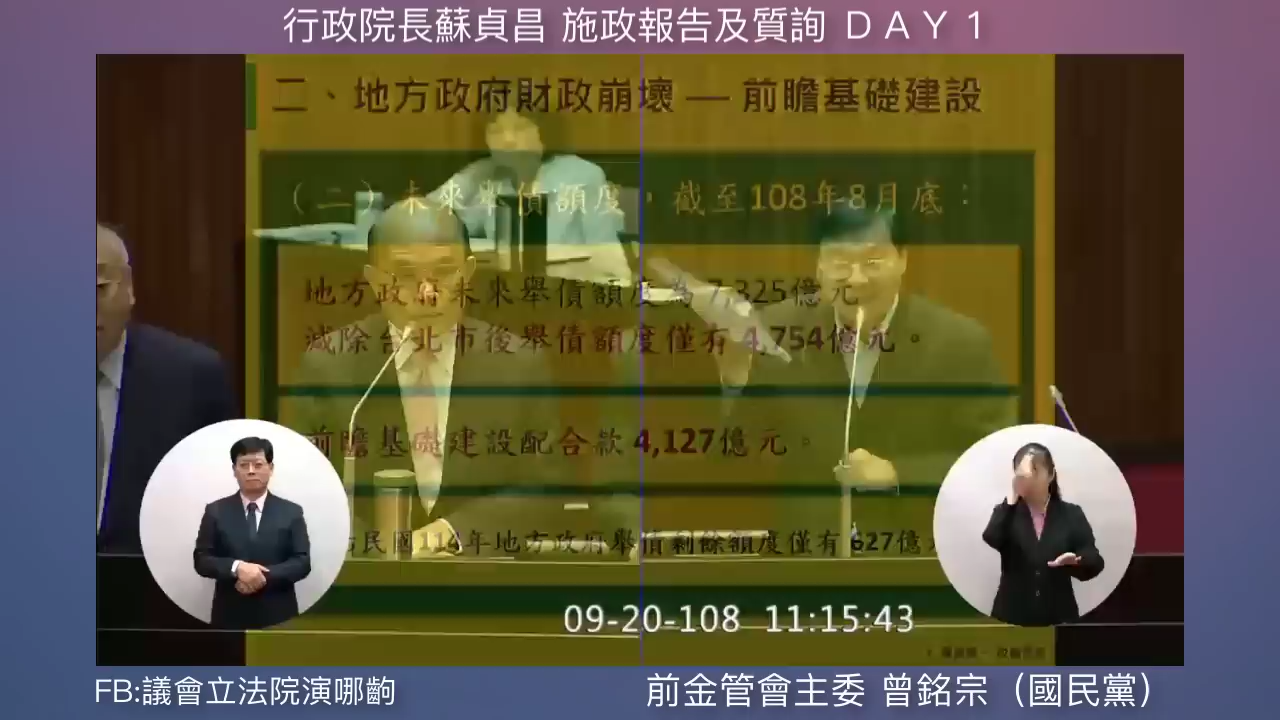 行政院長蘇貞昌 施政報告及質詢 ＤＡＹ１
二、地方政府財政崩壞 — 前瞻基礎建設
（二）未來舉債額度，截至108年8月底：
地方政府未來舉債額度為7,325億元
減除台北市後舉債額度僅有4,754億元。
前瞻基礎建設配合款4,127億元。
民國114年地方政府舉債剩餘額度僅有627億
09-20-108 11:15:43
FB:議會立法院演哪齣
前金管會主委 曾銘宗（國民黨）